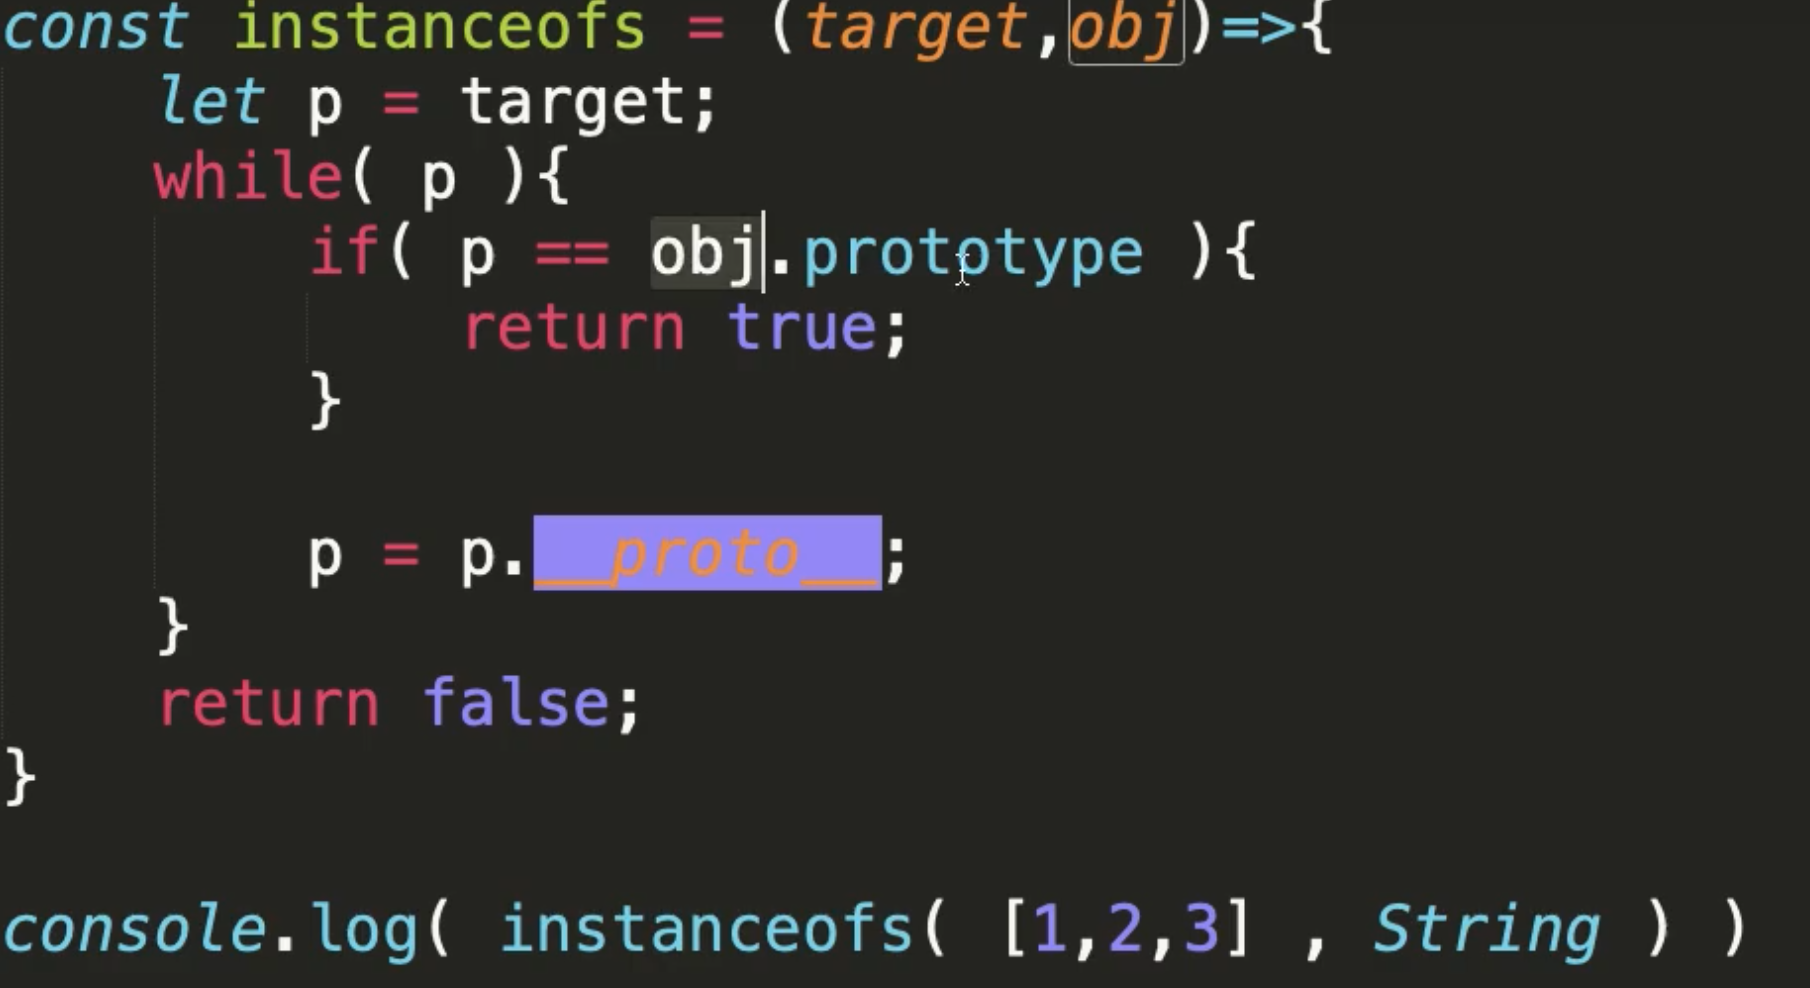 const instanceofs = (target,obj)=>{
    let p = target;
    while( p ){
        if( p == obj.prototype ){
            return true;
        }

        p = p.__proto__;
    }
    return false;
}

console.log( instanceofs( [1,2,3] , String ) )